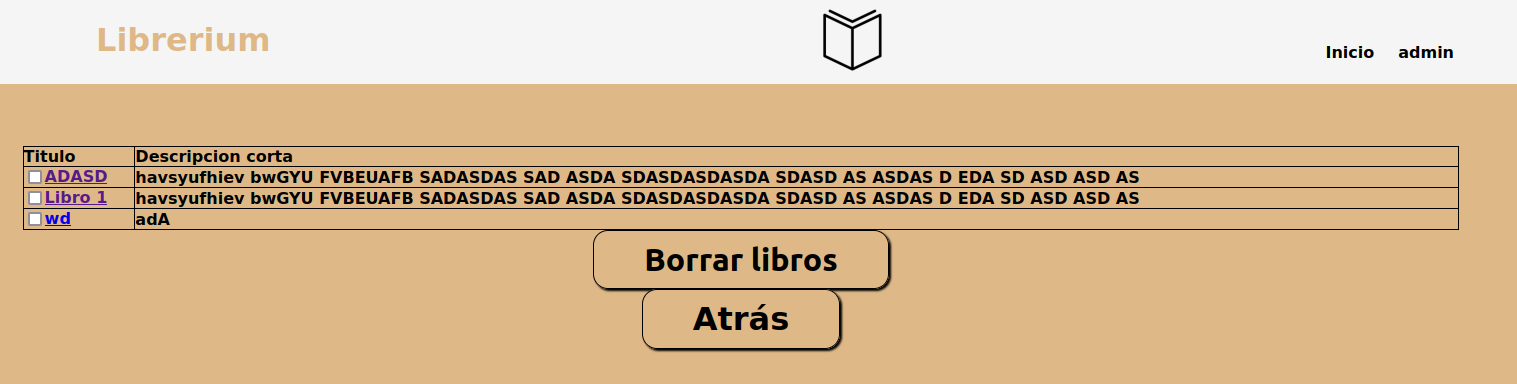 Librerium
Inicio admin
Titulo Descripcion corta
ADASD havsyufhiev bwGYU FVBEUAFB SADASDAS SAD ASDA SDASDASDASDA SDASD AS ASDAS D EDA SD ASD ASD AS
Libro 1 havsyufhiev bwGYU FVBEUAFB SADASDAS SAD ASDA SDASDASDASDA SDASD AS ASDAS D EDA SD ASD ASD AS
wd adA
Borrar libros
Atrás